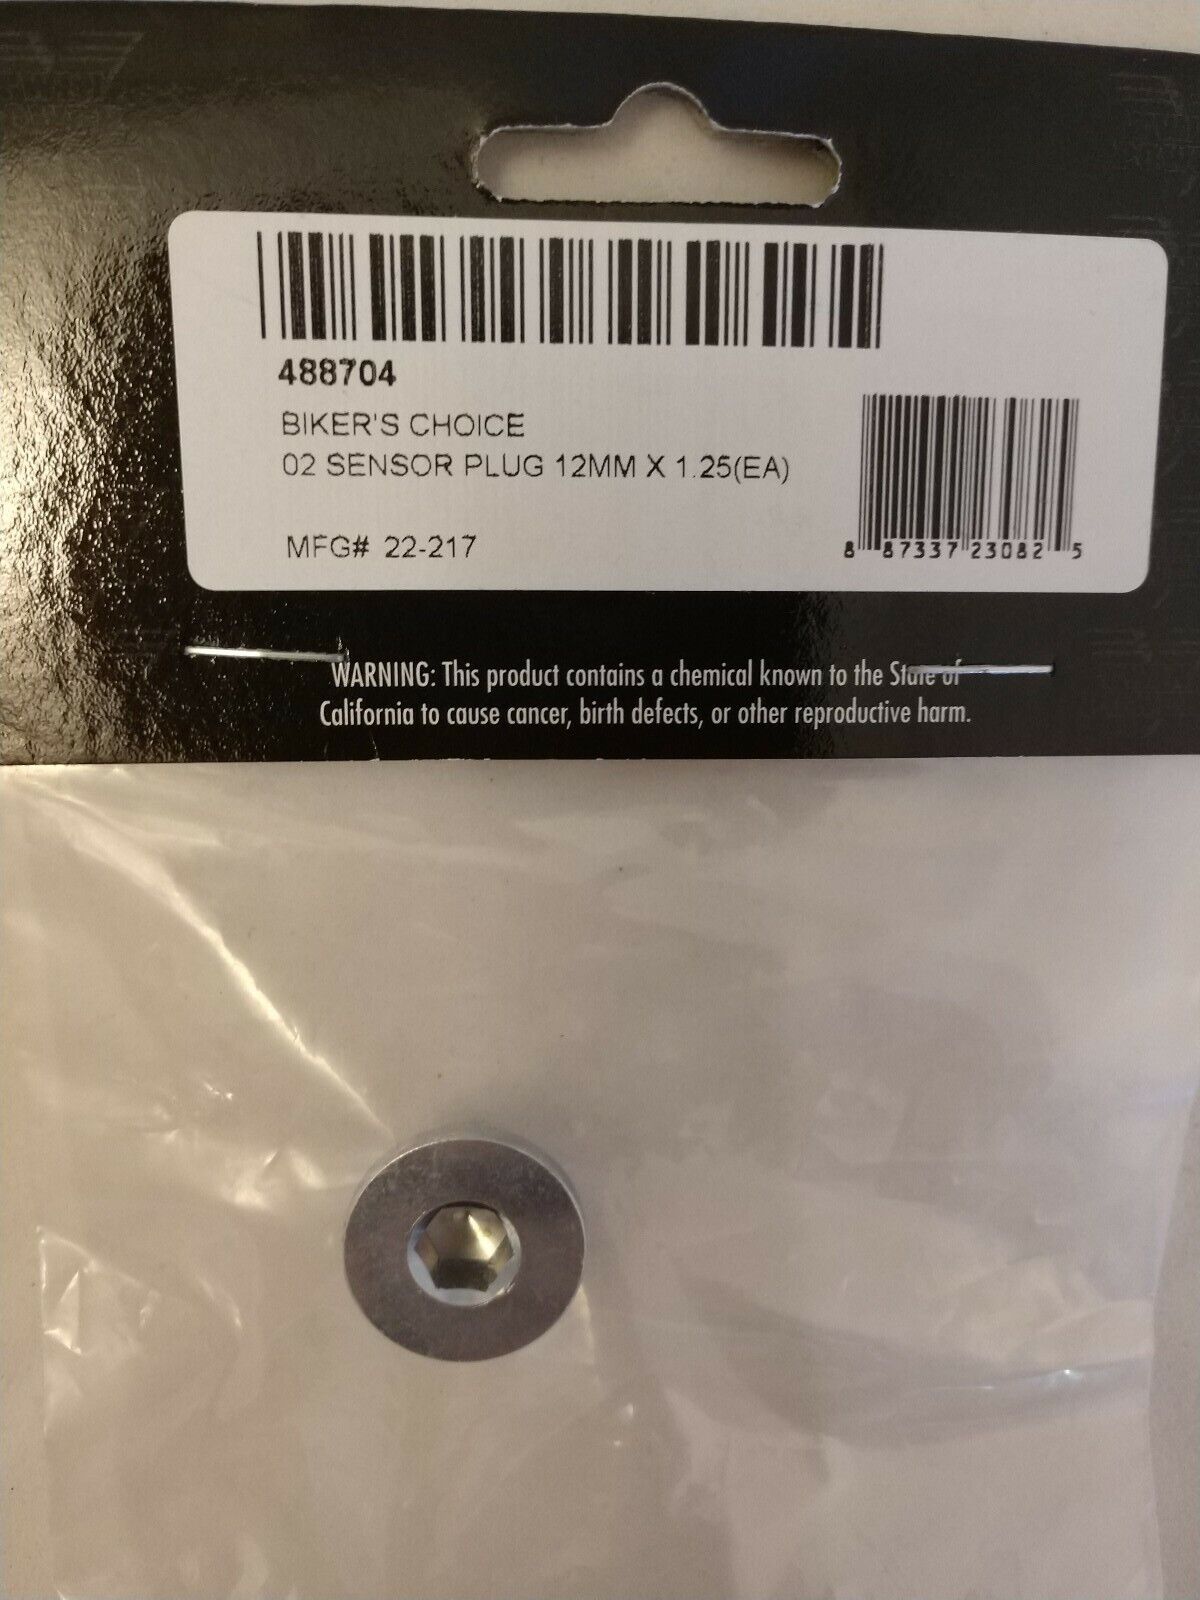 488704
BIKER'S CHOICE
02 SENSOR PLUG 12MM X 1.25(EA)
MFG# 22-217
8 87337 23082 5
WARNING: This product contains a chemical known to the State of
California to cause cancer, birth defects, or other reproductive harm.